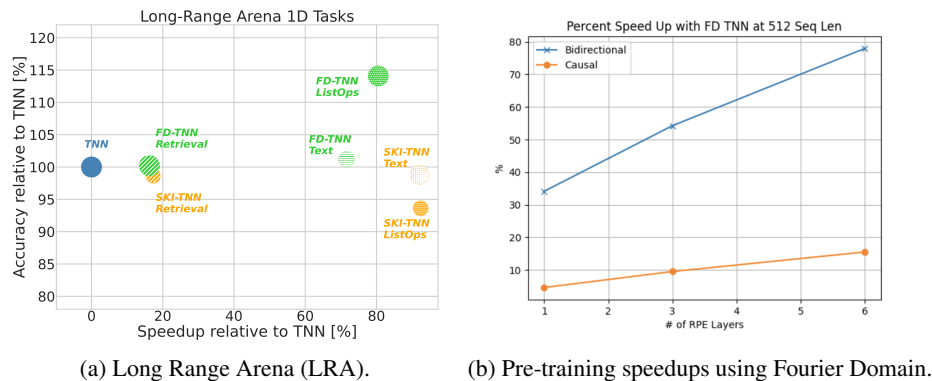 Long-Range Arena 1D Tasks
Accuracy relative to TNN [%]
120
115
110
105
100
95
90
85
80
TNN
FD-TNN
Retrieval
SKI-TNN
Retrieval
FD-TNN
ListOps
FD-TNN
Text
SKI-TNN
Text
SKI-TNN
ListOps
0 20 40 60 80
Speedup relative to TNN [%]
(a) Long Range Arena (LRA).
Percent Speed Up with FD TNN at 512 Seq Len
Bidirectional
Causal
%
80
70
60
50
40
30
20
10
1 2 3 4 5 6
# of RPE Layers
(b) Pre-training speedups using Fourier Domain.